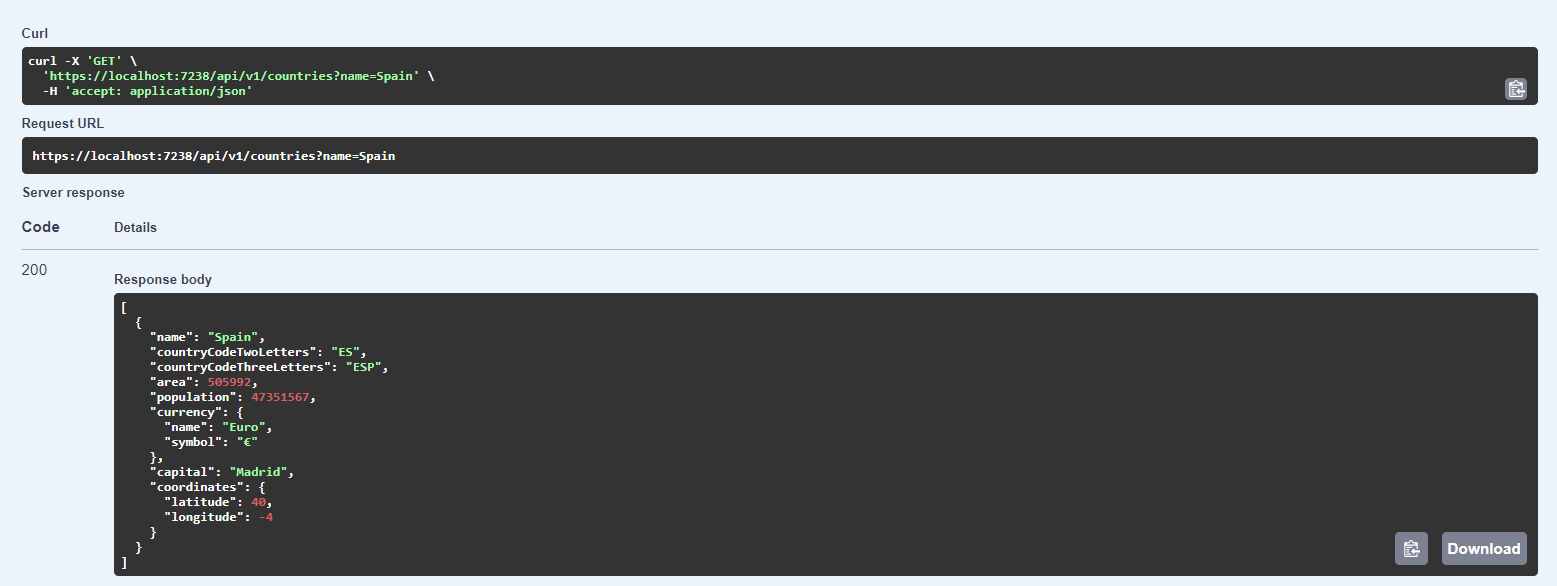 Curl
curl -X 'GET' \
  'https://localhost:7238/api/v1/countries?name=Spain' \
  -H 'accept: application/json'
Request URL
https://localhost:7238/api/v1/countries?name=Spain
Server response
Code Details
200
Response body
[
  {
    "name": "Spain",
    "countryCodeTwoLetters": "ES",
    "countryCodeThreeLetters": "ESP",
    "area": 505992,
    "population": 47351567,
    "currency": {
      "name": "Euro",
      "symbol": "€"
    },
    "capital": "Madrid",
    "coordinates": {
      "latitude": 40,
      "longitude": -4
    }
  }
]
Download